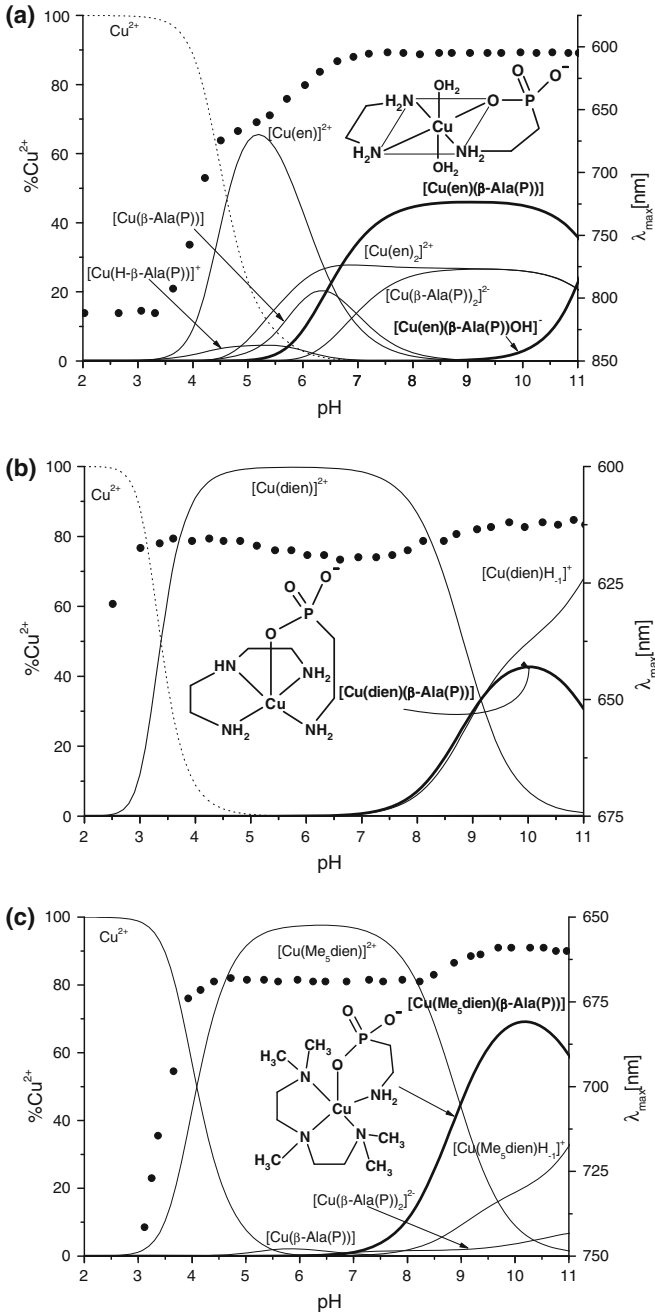 (a)
100
80
60
40
20
0
%Cu²⁺
2 3 4 5 6 7 8 9 10 11
pH
600
625
650
675
700
725
750
775
800
825
850
λmax[nm]
Cu²⁺
[Cu(en)]²⁺
[Cu(β-Ala(P))]
[Cu(H-β-Ala(P))]⁺
[Cu(en)(β-Ala(P))]
[Cu(en)₂]²⁺
[Cu(β-Ala(P))₂]²⁻
[Cu(en)(β-Ala(P))OH]⁻
O O⁻
OH₂ P
H₂N O
Cu
H₂N NH₂
OH₂
(b)
100
80
60
40
20
0
%Cu²⁺
2 3 4 5 6 7 8 9 10 11
pH
600
625
650
675
λmax[nm]
Cu²⁺
[Cu(dien)]²⁺
[Cu(dien)H₋₁]⁺
[Cu(dien)(β-Ala(P))]
O⁻
O P
O
HN NH₂
Cu
NH₂ NH₂
(c)
100
80
60
40
20
0
%Cu²⁺
2 3 4 5 6 7 8 9 10 11
pH
650
675
700
725
750
λmax[nm]
Cu²⁺
[Cu(Me₅dien)]²⁺
[Cu(Me₅dien)(β-Ala(P))]
[Cu(Me₅dien)H₋₁]⁺
[Cu(β-Ala(P))₂]²⁻
[Cu(β-Ala(P))]
O O⁻
P
H₃C CH₃ O
N NH₂
Cu
N N CH₃
H₃C CH₃